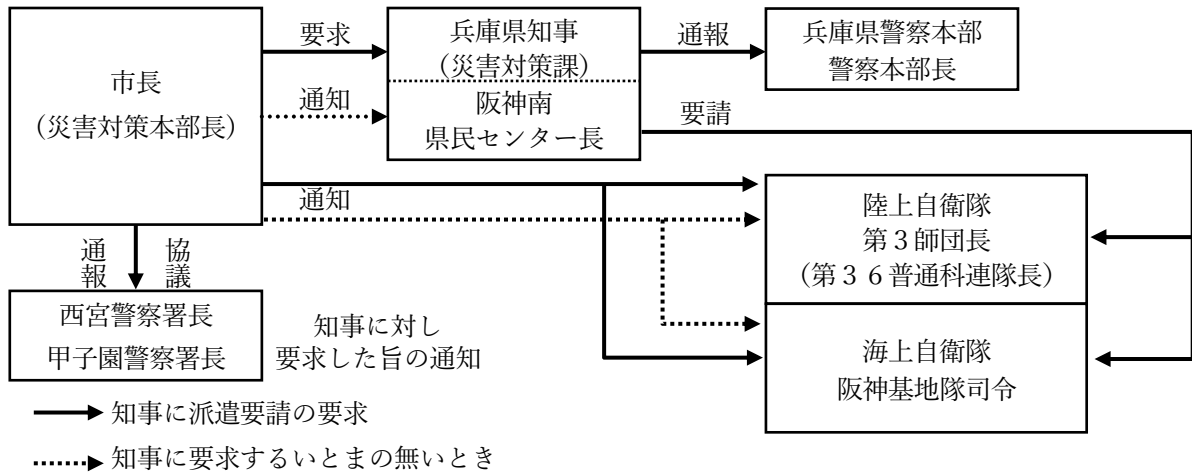 市長
（災害対策本部長）
要求
通知
兵庫県知事
（災害対策課）
阪神南
県民センター長
通報
兵庫県警察本部
警察本部長
要請
通知
陸上自衛隊
第３師団長
（第３６普通科連隊長）
海上自衛隊
阪神基地隊司令
通報
協議
西宮警察署長
甲子園警察署長
知事に対し
要求した旨の通知
知事に派遣要請の要求
知事に要求するいとまの無いとき